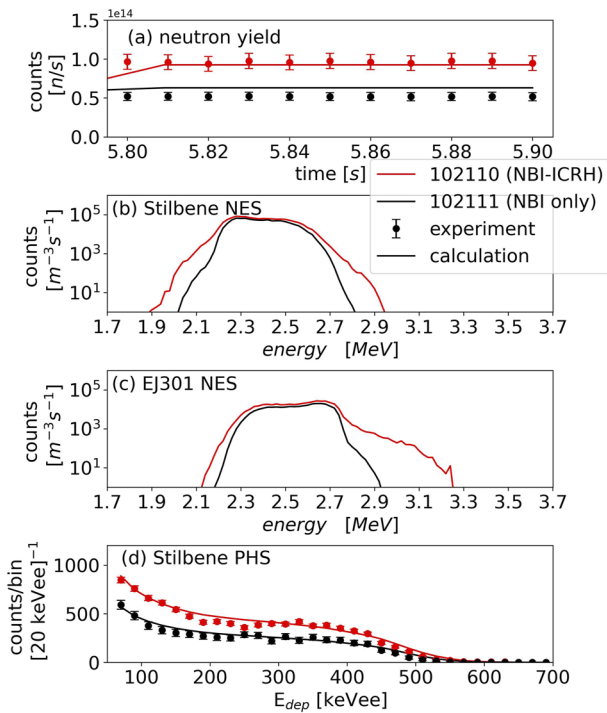 1e14
(a) neutron yield
counts
[n/s]
1.5
1.0
0.5
0.0
5.80 5.82 5.84 5.86 5.88 5.90
time [s]
102110 (NBI-ICRH)
102111 (NBI only)
experiment
calculation
(b) Stilbene NES
counts
[m⁻³s⁻¹]
10⁵
10³
10¹
1.7 1.9 2.1 2.3 2.5 2.7 2.9 3.1 3.3 3.5 3.7
energy [MeV]
(c) EJ301 NES
counts
[m⁻³s⁻¹]
10⁵
10³
10¹
1.7 1.9 2.1 2.3 2.5 2.7 2.9 3.1 3.3 3.5 3.7
energy [MeV]
(d) Stilbene PHS
counts/bin
[20 keVee]⁻¹
1000
500
0
100 200 300 400 500 600 700
E_dep [keVee]